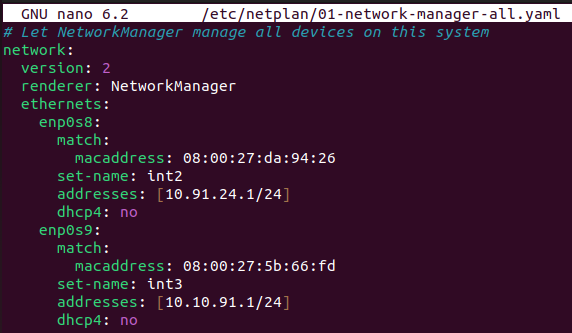 GNU nano 6.2 /etc/netplan/01-network-manager-all.yaml
# Let NetworkManager manage all devices on this system
network:
  version: 2
  renderer: NetworkManager
  ethernets:
    enp0s8:
      match:
        macaddress: 08:00:27:da:94:26
      set-name: int2
      addresses: [10.91.24.1/24]
      dhcp4: no
    enp0s9:
      match:
        macaddress: 08:00:27:5b:66:fd
      set-name: int3
      addresses: [10.10.91.1/24]
      dhcp4: no